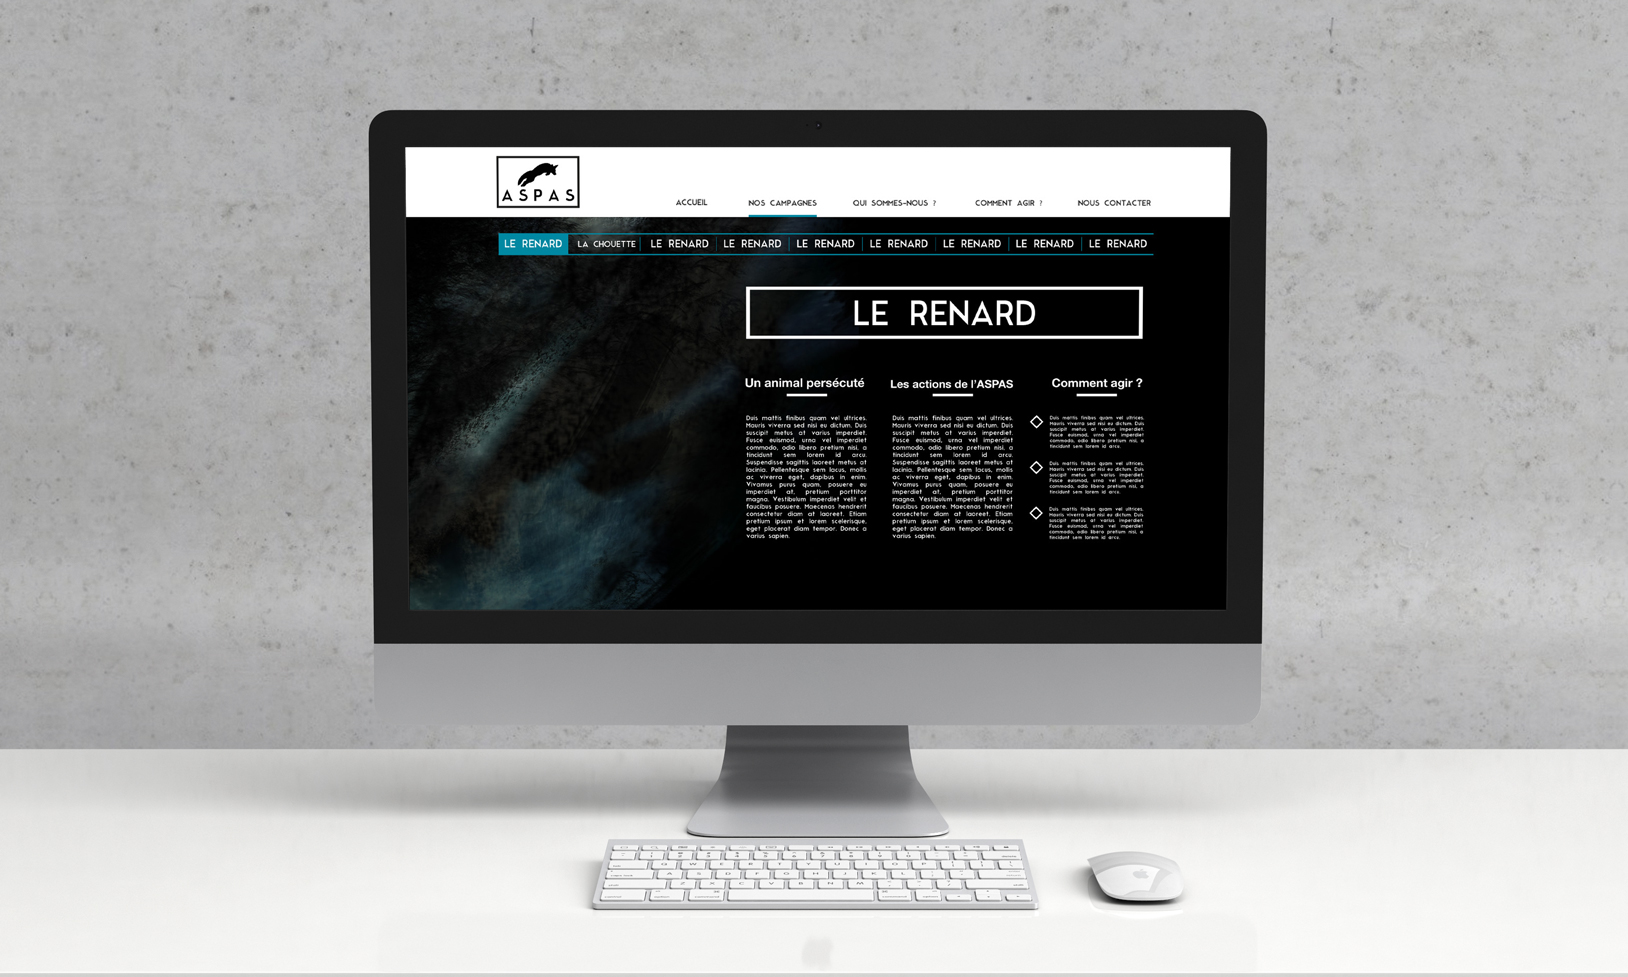 ASPAS
ACCUEIL NOS CAMPAGNES QUI SOMMES-NOUS ? COMMENT AGIR ? NOUS CONTACTER
LE RENARD LA CHOUETTE LE RENARD LE RENARD LE RENARD LE RENARD LE RENARD LE RENARD LE RENARD
LE RENARD
Un animal persécuté
Duis mattis finibus quam vel ultrices.
Mauris viverra sed nisi eu dictum. Duis
suscipit metus at varius imperdiet.
Fusce euismod, urna vel imperdiet
commodo, odio libero pretium nisi, a
tincidunt sem lorem id arcu.
Suspendisse sagittis laoreet metus at
lacinia. Pellentesque sem lacus, mollis
ac viverra eget, dapibus in enim.
Vivamus purus quam, posuere eu
imperdiet at, pretium porttitor
magna. Vestibulum imperdiet velit et
faucibus posuere. Maecenas hendrerit
consectetur diam at laoreet. Etiam
pretium ipsum et lorem scelerisque,
eget placerat diam tempor. Donec a
varius sapien.
Les actions de l'ASPAS
Duis mattis finibus quam vel ultrices.
Mauris viverra sed nisi eu dictum. Duis
suscipit metus at varius imperdiet.
Fusce euismod, urna vel imperdiet
commodo, odio libero pretium nisi, a
tincidunt sem lorem id arcu.
Suspendisse sagittis laoreet metus at
lacinia. Pellentesque sem lacus, mollis
ac viverra eget, dapibus in enim.
Vivamus purus quam, posuere eu
imperdiet at, pretium porttitor
magna. Vestibulum imperdiet velit et
faucibus posuere. Maecenas hendrerit
consectetur diam at laoreet. Etiam
pretium ipsum et lorem scelerisque,
eget placerat diam tempor. Donec a
varius sapien.
Comment agir ?
Duis mattis finibus quam vel ultrices.
Mauris viverra sed nisi eu dictum. Duis
suscipit metus at varius imperdiet.
Fusce euismod, urna vel imperdiet
commodo, odio libero pretium nisi, a
tincidunt sem lorem id arcu.
Duis mattis finibus quam vel ultrices.
Mauris viverra sed nisi eu dictum. Duis
suscipit metus at varius imperdiet.
Fusce euismod, urna vel imperdiet
commodo, odio libero pretium nisi, a
tincidunt sem lorem id arcu.
Duis mattis finibus quam vel ultrices.
Mauris viverra sed nisi eu dictum. Duis
suscipit metus at varius imperdiet.
Fusce euismod, urna vel imperdiet
commodo, odio libero pretium nisi, a
tincidunt sem lorem id arcu.
Q W E R T Y U I O P
A S D F G H J K L
Z X C V B N M